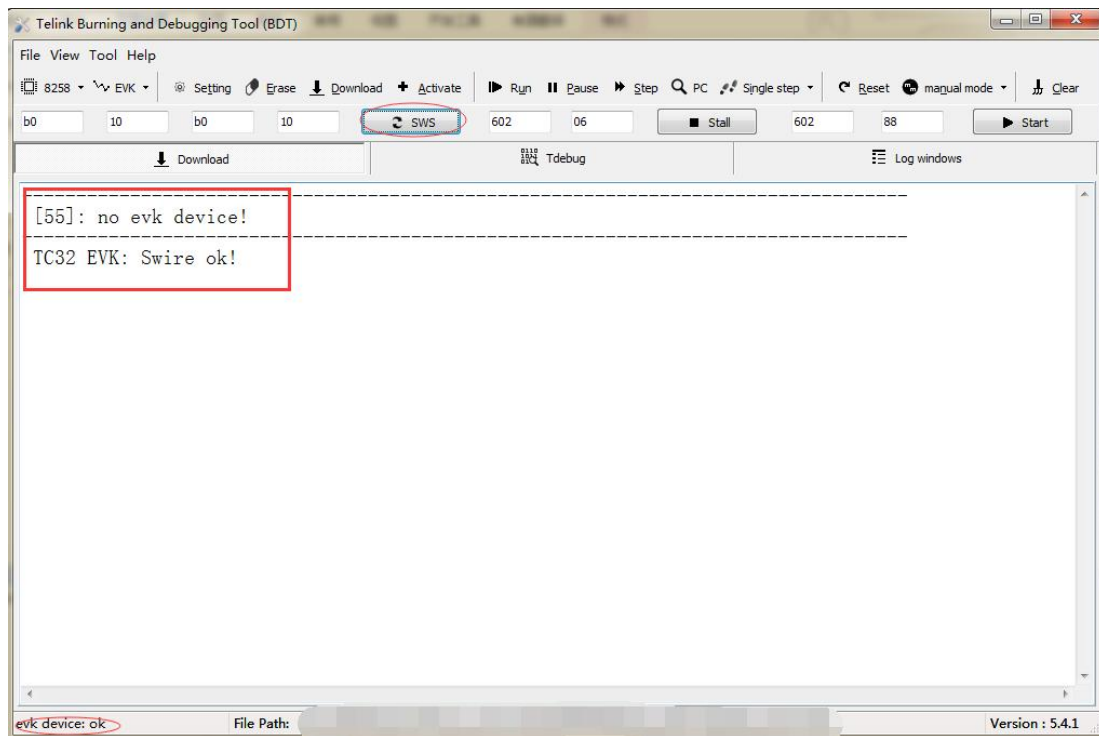 Telink Burning and Debugging Tool (BDT)
File View Tool Help
8258 EVK Setting Erase Download Activate Run Pause Step PC Single step Reset manual mode Clear
b0 10 b0 10 SWS 602 06 Stall 602 88 Start
Download Tdebug Log windows
[55]: no evk device!
TC32 EVK: Swire ok!
evk device: ok File Path: Version : 5.4.1